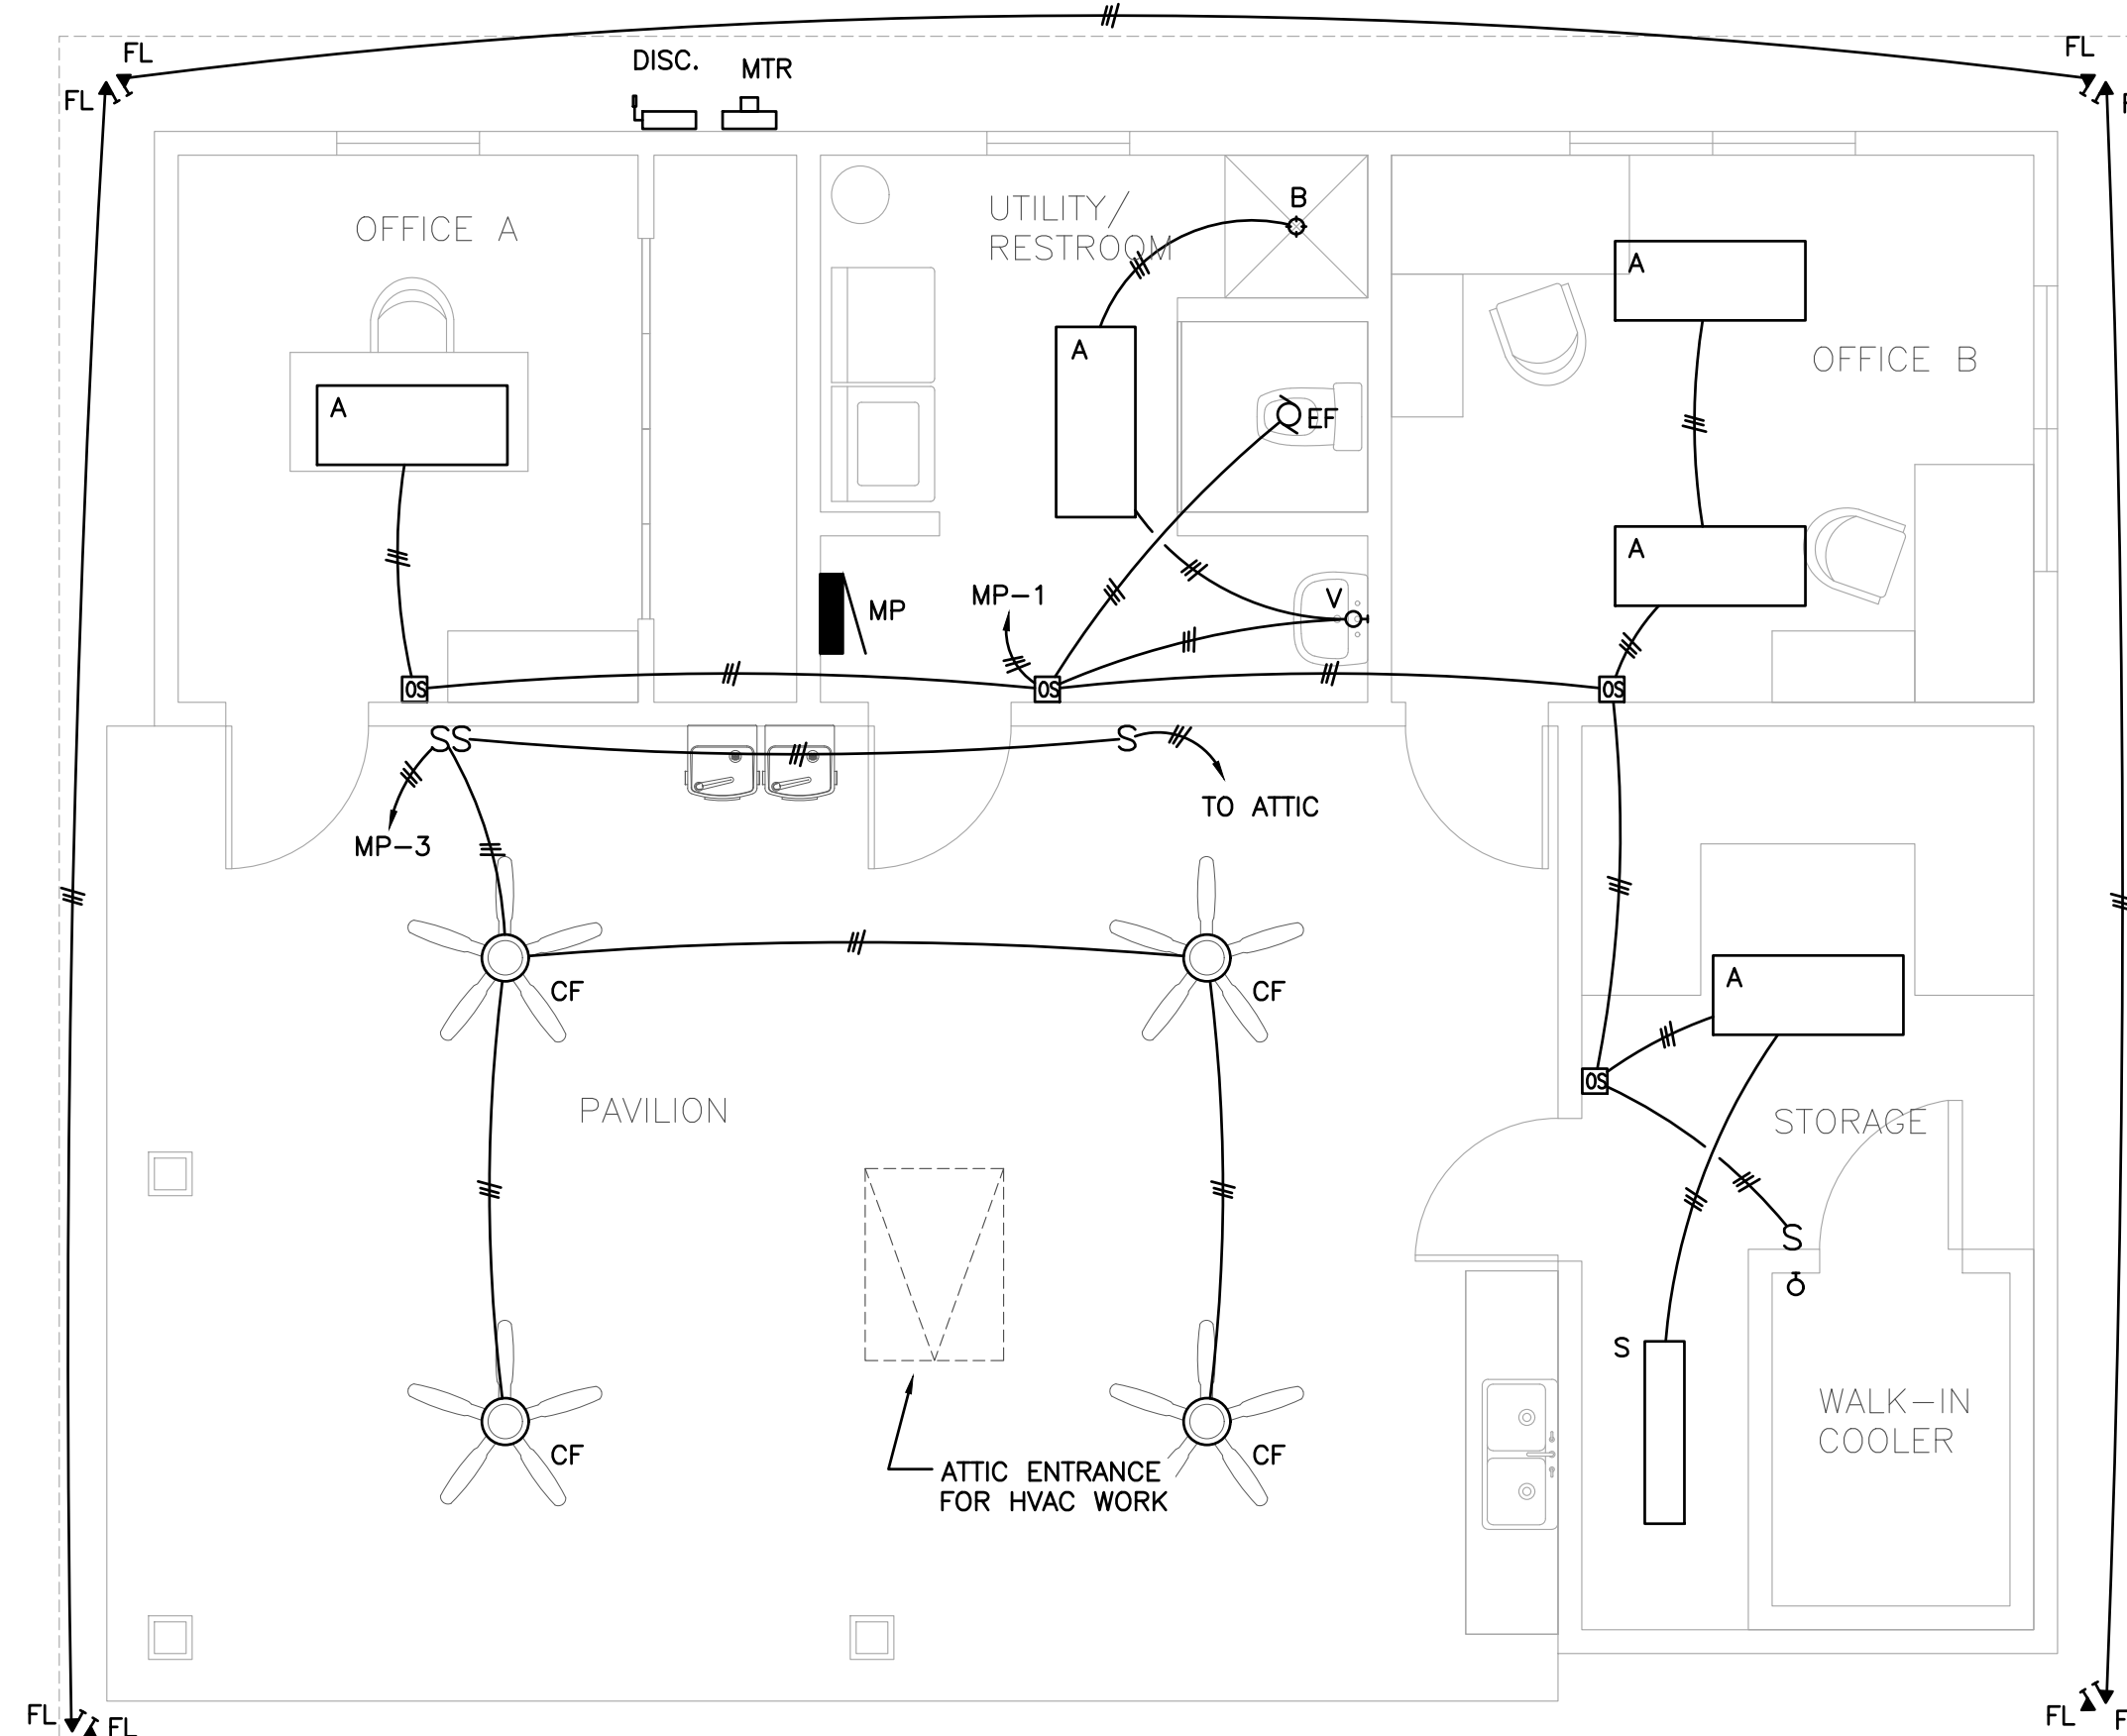 FL
FL
DISC.
MTR
FL
F
OFFICE A
UTILITY/
RESTROOM
B
A
A
A
EF
OFFICE B
A
MP-1
MP
V
OS
OS
OS
SS
S
TO ATTIC
MP-3
CF
CF
A
OS
PAVILION
STORAGE
S
S
WALK-IN
COOLER
CF
CF
ATTIC ENTRANCE
FOR HVAC WORK
FL
FL
FL
F